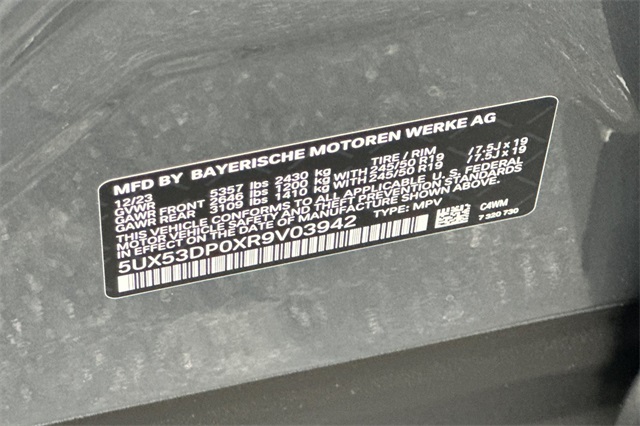 MFD BY BAYERISCHE MOTOREN WERKE AG
12/23 TIRE / RIM
GVWR 5357 lbs 2430 kg
GAWR FRONT 2646 lbs 1200 kg WITH 245/50 R19 / 7.5J x 19
GAWR REAR 3109 lbs 1410 kg WITH 245/50 R19 / 7.5J x 19
THIS VEHICLE CONFORMS TO ALL APPLICABLE U.S. FEDERAL
MOTOR VEHICLE SAFETY AND THEFT PREVENTION STANDARDS
IN EFFECT ON THE DATE OF MANUFACTURE SHOWN ABOVE.
5UX53DP0XR9V03942 TYPE: MPV C4WM
7 320 730